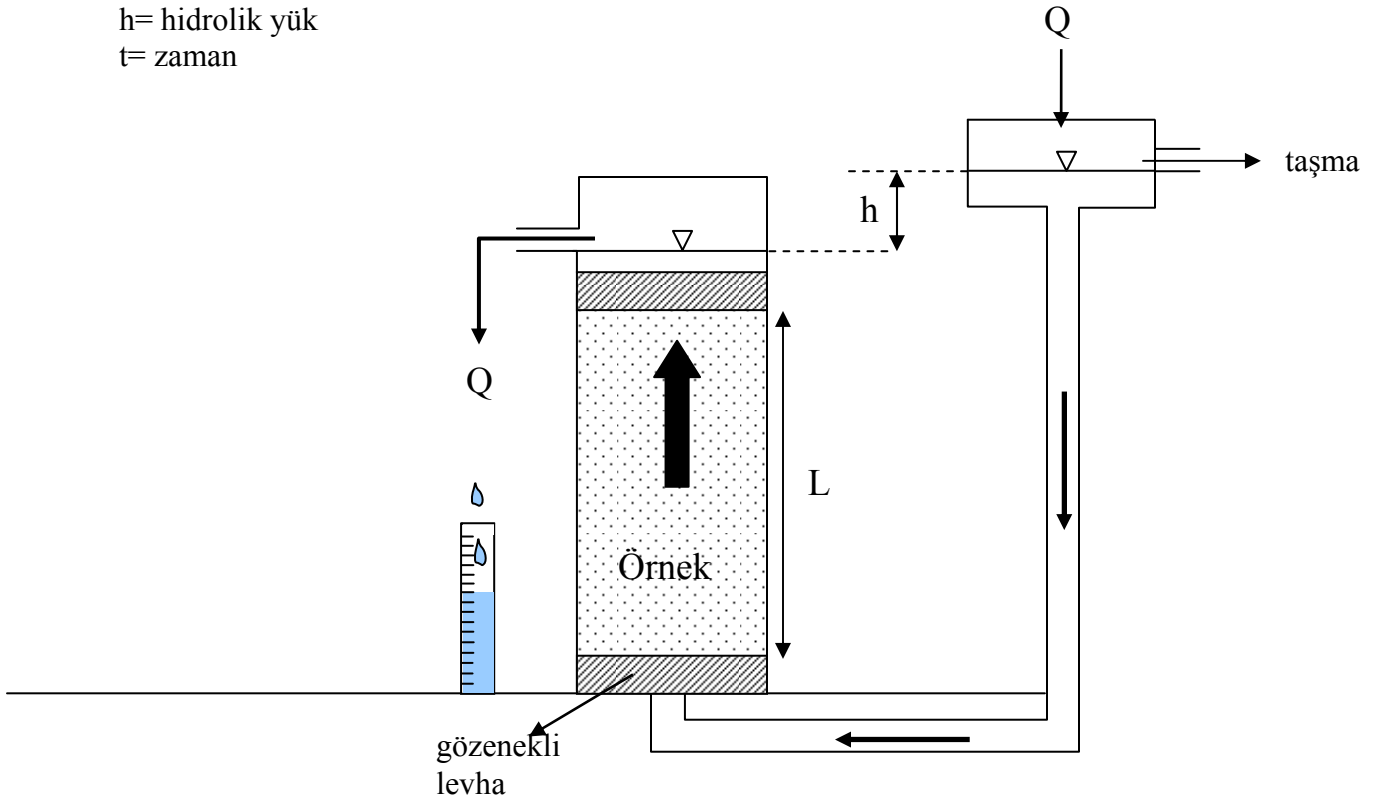 h= hidrolik yük
t= zaman
Q
taşma
h
Q
L
Örnek
gözenekli
levha